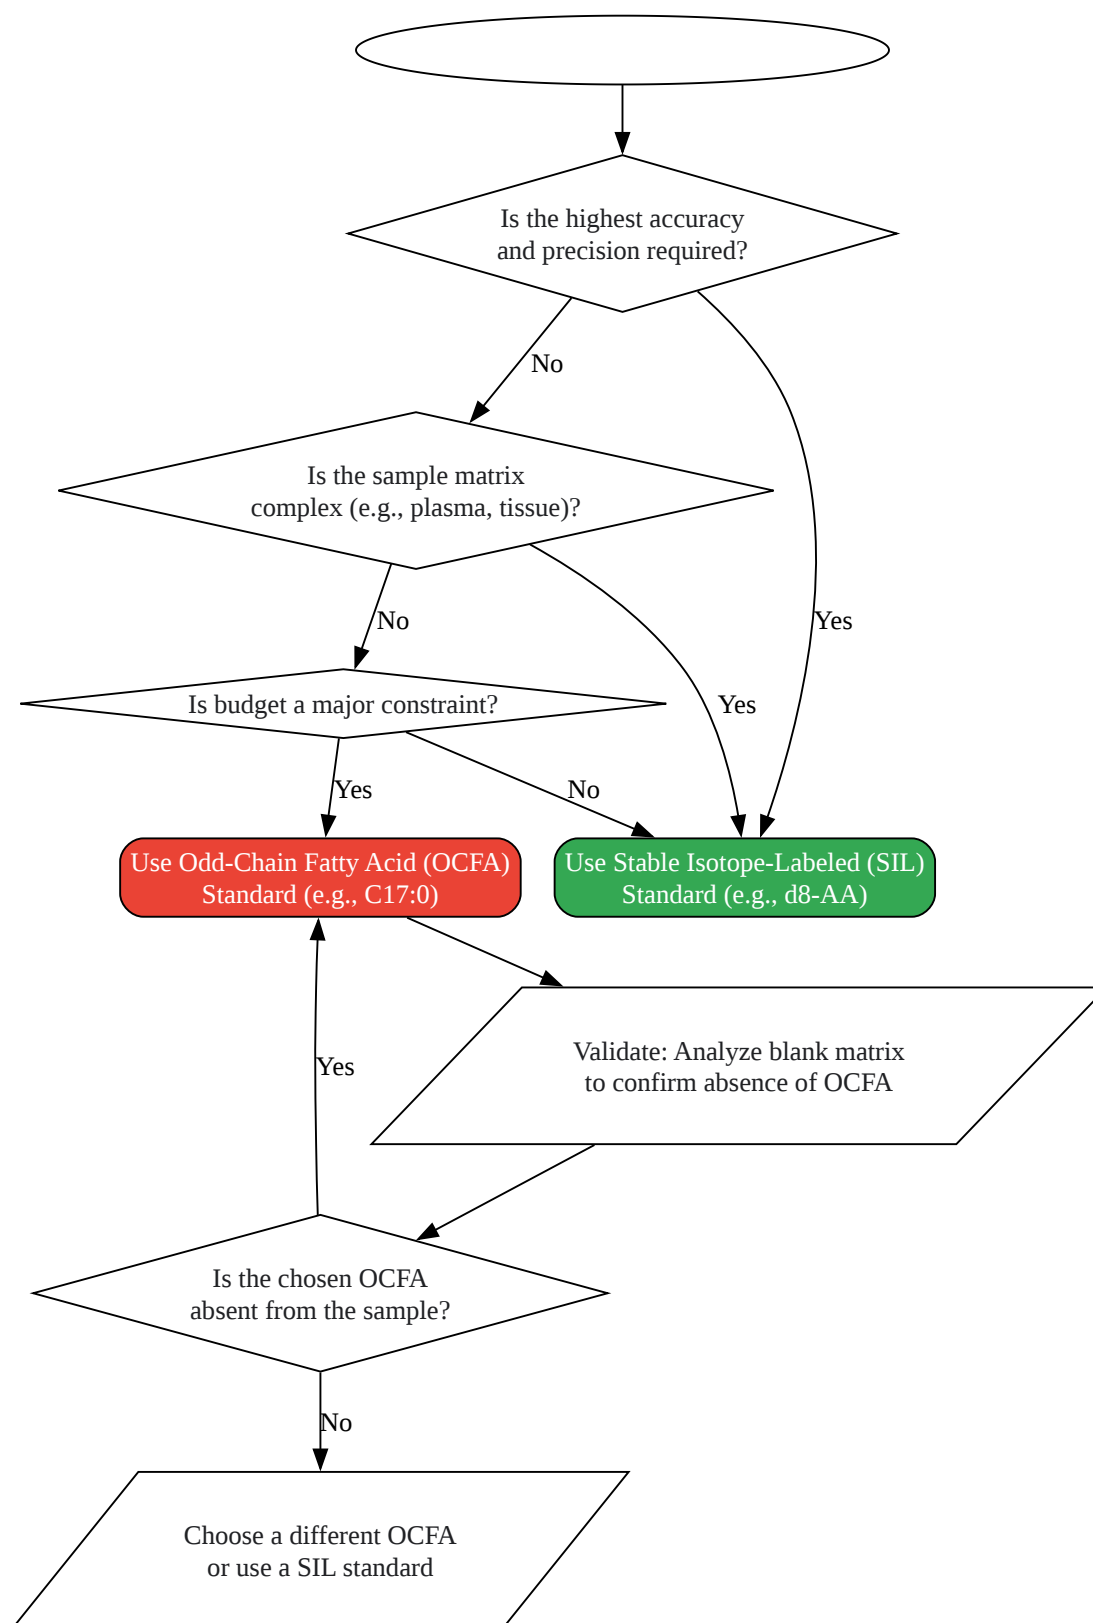 Is the highest accuracy
and precision required?
No
Is the sample matrix
complex (e.g., plasma, tissue)?
No
Yes
Is budget a major constraint?
Yes
Yes
No
Use Odd-Chain Fatty Acid (OCFA)
Standard (e.g., C17:0)
Use Stable Isotope-Labeled (SIL)
Standard (e.g., d8-AA)
Validate: Analyze blank matrix
to confirm absence of OCFA
Yes
Is the chosen OCFA
absent from the sample?
No
Choose a different OCFA
or use a SIL standard